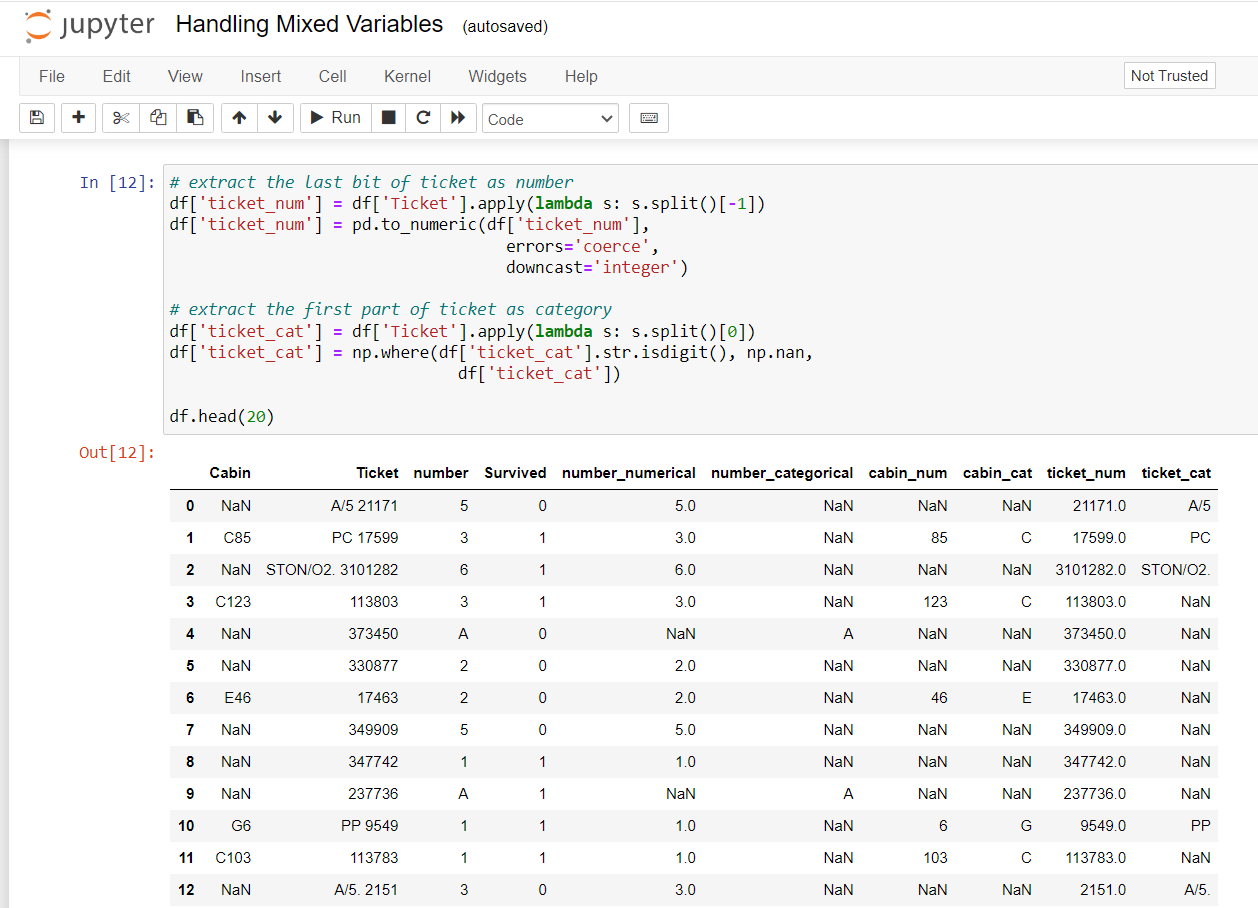 jupyter Handling Mixed Variables (autosaved)
File Edit View Insert Cell Kernel Widgets Help Not Trusted
Run Code
In [12]: # extract the last bit of ticket as number
df['ticket_num'] = df['Ticket'].apply(lambda s: s.split()[-1])
df['ticket_num'] = pd.to_numeric(df['ticket_num'],
errors='coerce',
downcast='integer')
# extract the first part of ticket as category
df['ticket_cat'] = df['Ticket'].apply(lambda s: s.split()[0])
df['ticket_cat'] = np.where(df['ticket_cat'].str.isdigit(), np.nan,
df['ticket_cat'])
df.head(20)
Out[12]:
Cabin Ticket number Survived number_numerical number_categorical cabin_num cabin_cat ticket_num ticket_cat
0 NaN A/5 21171 5 0 5.0 NaN NaN NaN 21171.0 A/5
1 C85 PC 17599 3 1 3.0 NaN 85 C 17599.0 PC
2 NaN STON/O2. 3101282 6 1 6.0 NaN NaN NaN 3101282.0 STON/O2.
3 C123 113803 3 1 3.0 NaN 123 C 113803.0 NaN
4 NaN 373450 A 0 NaN A NaN NaN 373450.0 NaN
5 NaN 330877 2 0 2.0 NaN NaN NaN 330877.0 NaN
6 E46 17463 2 0 2.0 NaN 46 E 17463.0 NaN
7 NaN 349909 5 0 5.0 NaN NaN NaN 349909.0 NaN
8 NaN 347742 1 1 1.0 NaN NaN NaN 347742.0 NaN
9 NaN 237736 A 1 NaN A NaN NaN 237736.0 NaN
10 G6 PP 9549 1 1 1.0 NaN 6 G 9549.0 PP
11 C103 113783 1 1 1.0 NaN 103 C 113783.0 NaN
12 NaN A/5. 2151 3 0 3.0 NaN NaN NaN 2151.0 A/5.